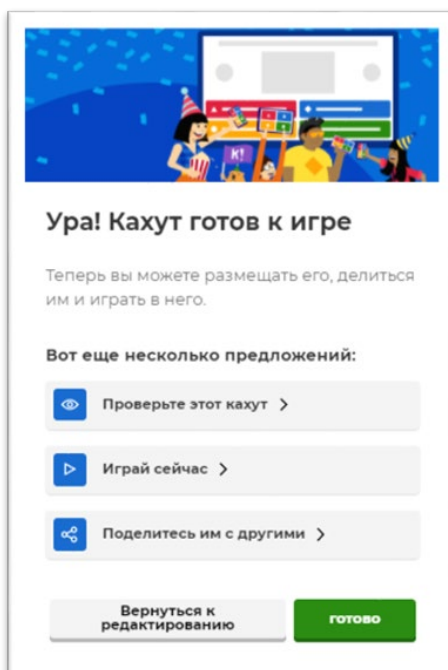 K!
Ура! Кахут готов к игре
Теперь вы можете размещать его, делиться
им и играть в него.
Вот еще несколько предложений:
Проверьте этот кахут
Играй сейчас
Поделитесь им с другими
Вернуться к
редактированию
ГОТОВО